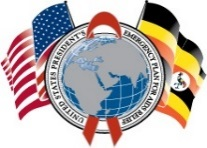 UNITED STATES PRESIDENT'S
EMERGENCY PLAN FOR AIDS RELIEF